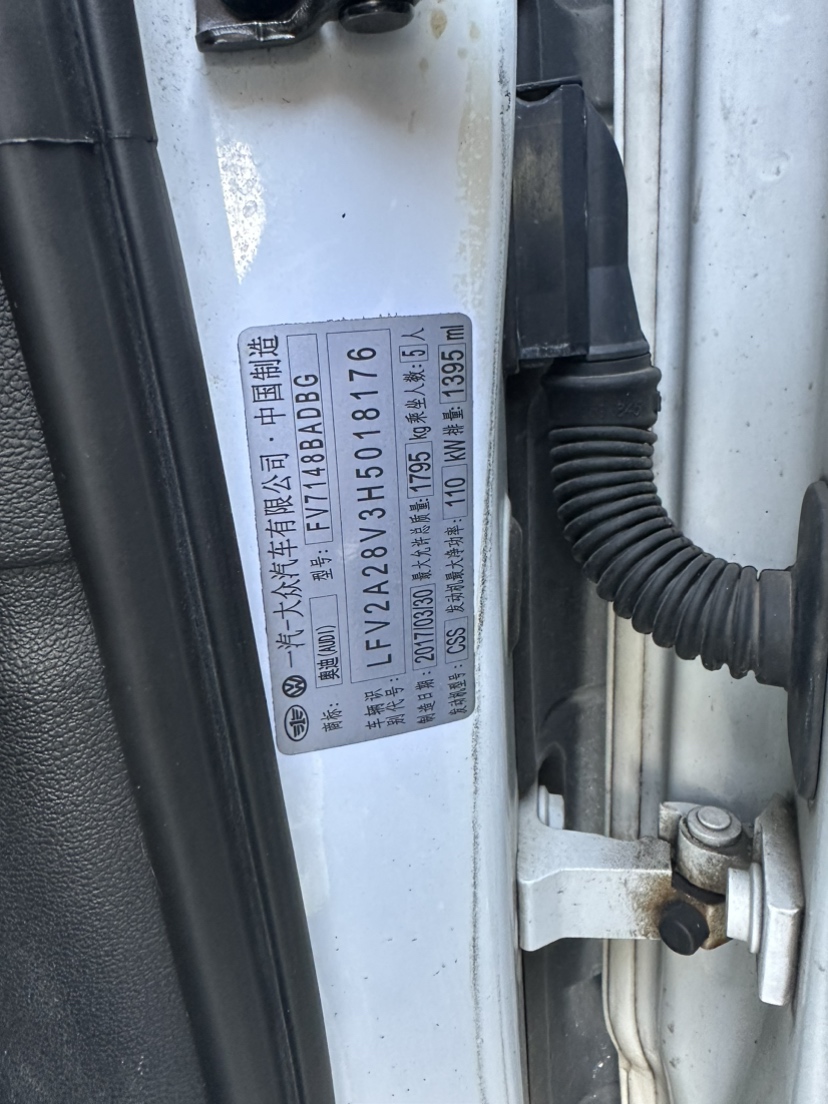 一汽-大众汽车有限公司·中国制造
商标: 奥迪(AUDI) 型号: FV7148BADBG
车辆识别代号: LFV2A28V3H5018176
制造日期: 2017/03/30 最大允许总质量: 1795 kg 乘坐人数: 5 人
发动机型号: CSS 发动机最大净功率: 110 kW 排量: 1395 ml